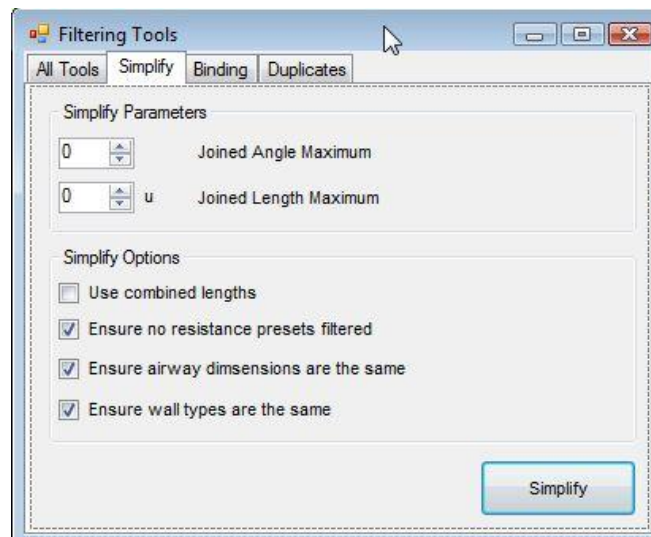 Filtering Tools
All Tools Simplify Binding Duplicates
Simplify Parameters
0 Joined Angle Maximum
0 u Joined Length Maximum
Simplify Options
Use combined lengths
Ensure no resistance presets filtered
Ensure airway dimsensions are the same
Ensure wall types are the same
Simplify